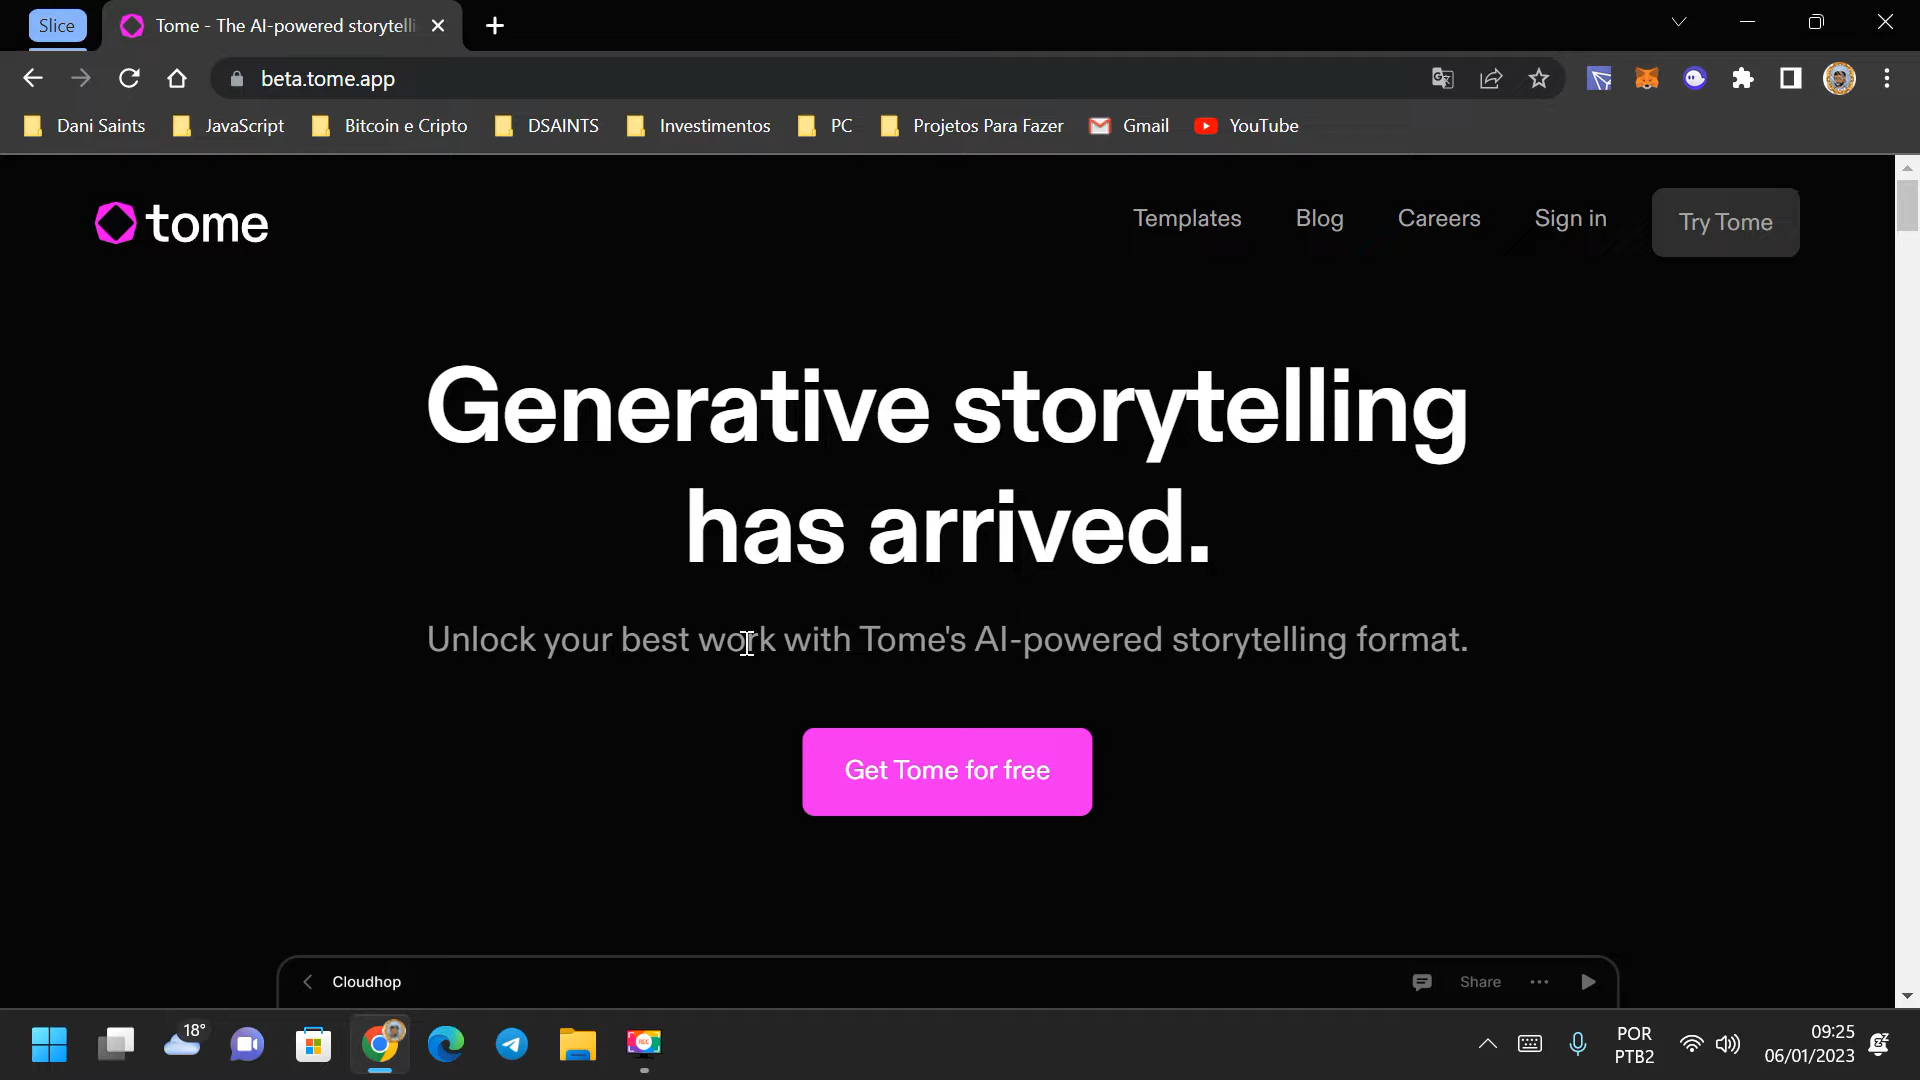 Slice
Tome - The AI-powered storytelli
beta.tome.app
Dani Saints
JavaScript
Bitcoin e Cripto
DSAINTS
Investimentos
PC
Projetos Para Fazer
Gmail
YouTube
tome
Templates
Blog
Careers
Sign in
Try Tome
Generative storytelling
has arrived.
Unlock your best work with Tome's AI-powered storytelling format.
Get Tome for free
Cloudhop
Share
18°
POR
PTB2
09:25
06/01/2023